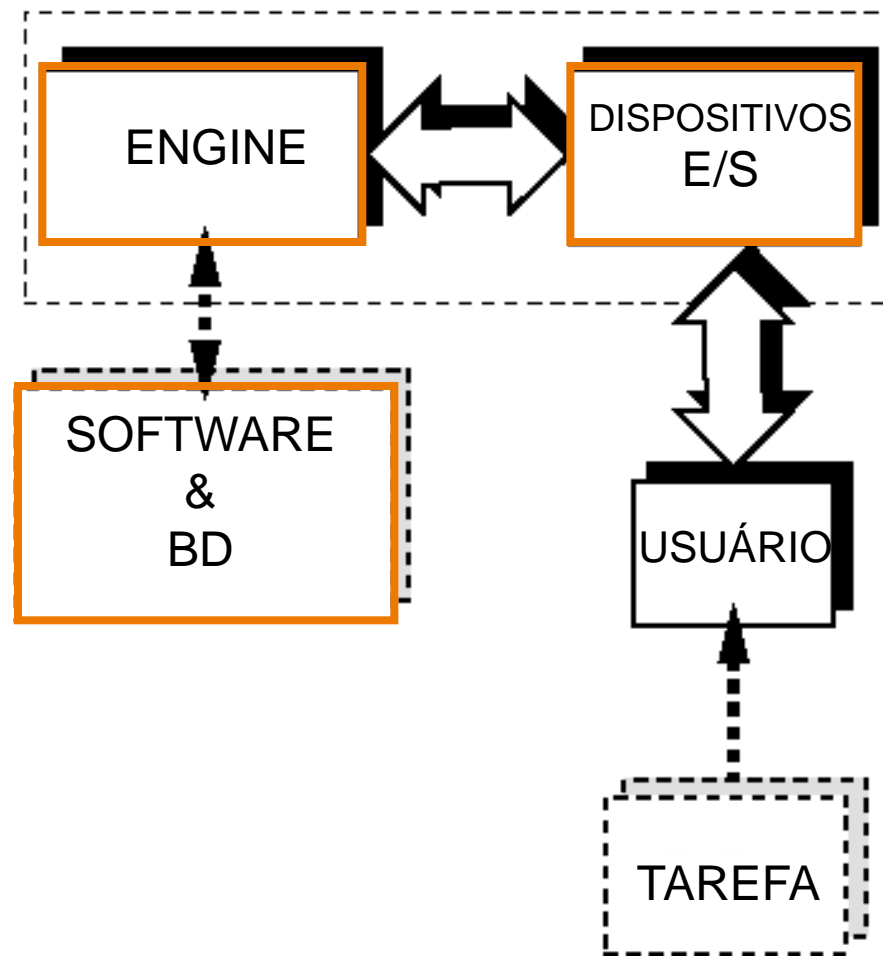 ENGINE
DISPOSITIVOS
E/S
SOFTWARE
&
BD
USUÁRIO
TAREFA